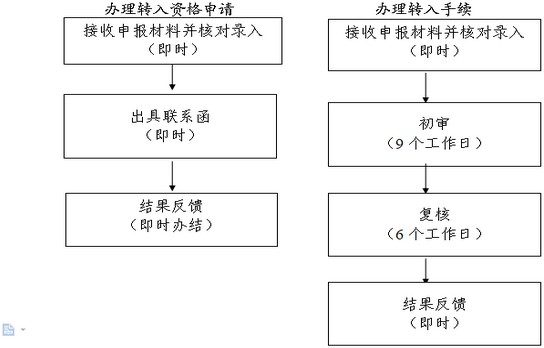 办理转入资格申请
接收申报材料并核对录入
（即时）
出具联系函
（即时）
结果反馈
（即时办结）
办理转入手续
接收申报材料并核对录入
（即时）
初审
（9个工作日）
复核
（6个工作日）
结果反馈
（即时）